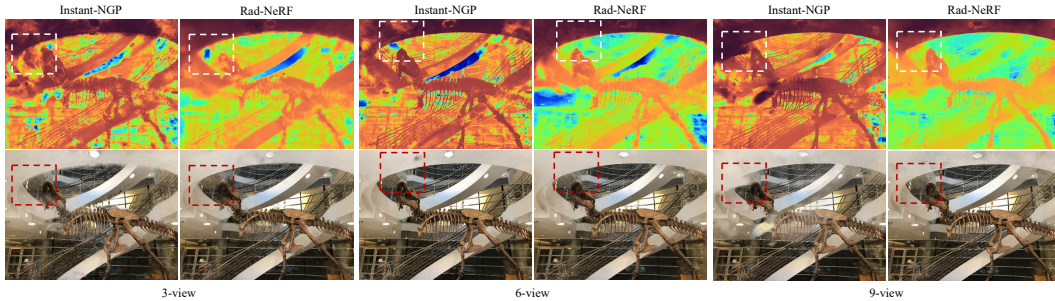 Instant-NGP Rad-NeRF Instant-NGP Rad-NeRF Instant-NGP Rad-NeRF
3-view 6-view 9-view